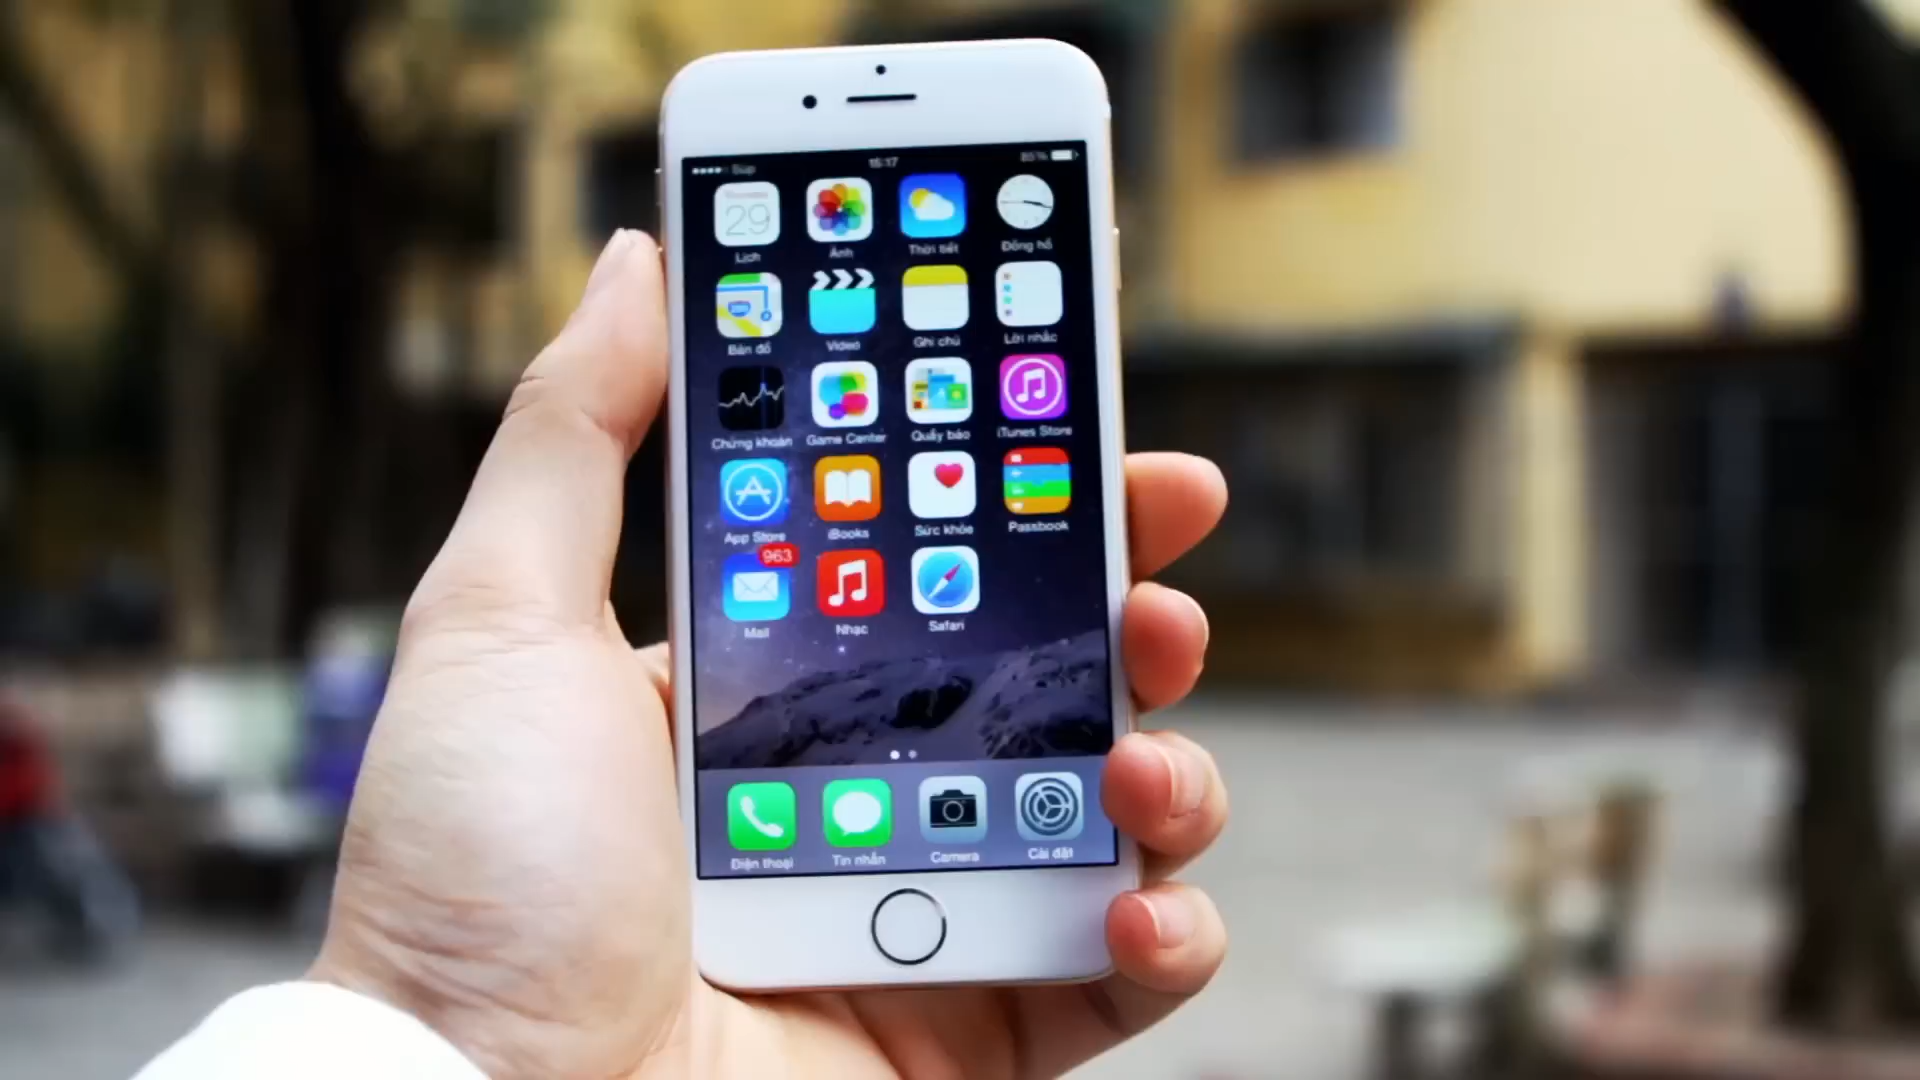 15:17 85%
29
Lịch Ảnh Thời tiết Đồng hồ
Bản đồ Video Ghi chú Lời nhắc
Chứng khoán Game Center Quầy báo iTunes Store
App Store iBooks Sức khỏe Passbook
963
Mail Nhạc Safari
Điện thoại Tin nhắn Camera Cài đặt